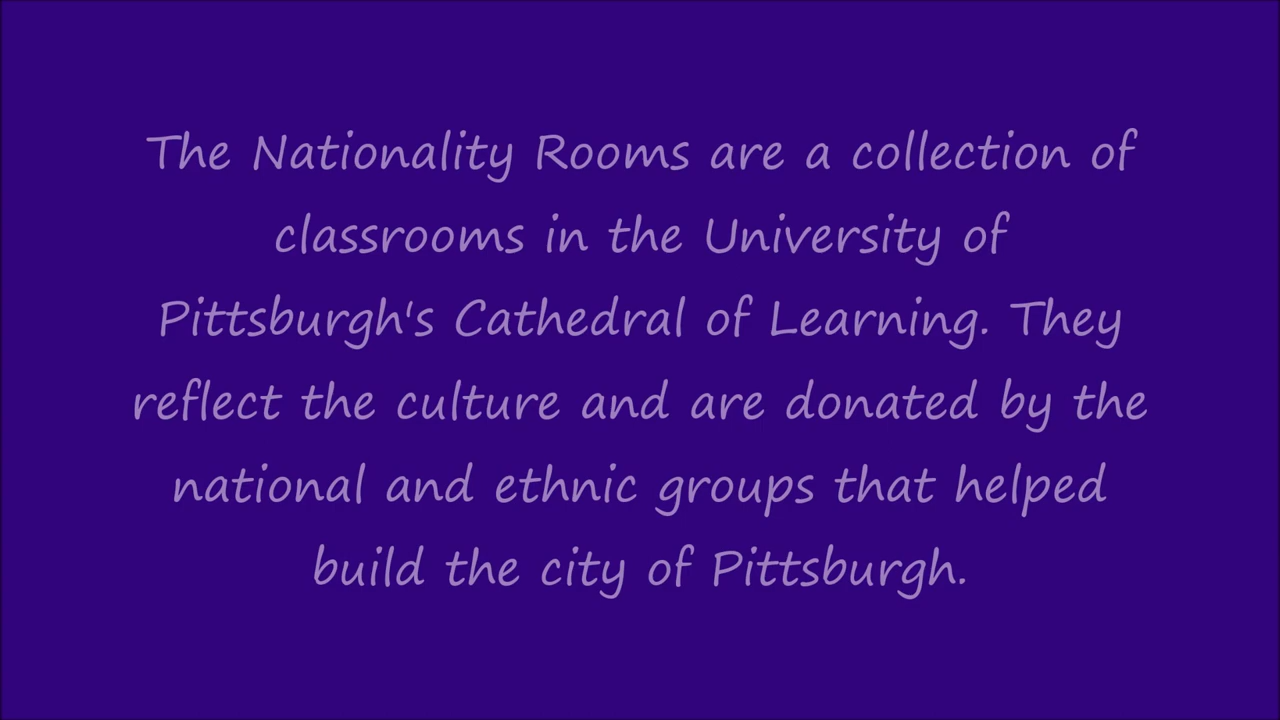 The Nationality Rooms are a collection of
classrooms in the University of
Pittsburgh's Cathedral of Learning. They
reflect the culture and are donated by the
national and ethnic groups that helped
build the city of Pittsburgh.